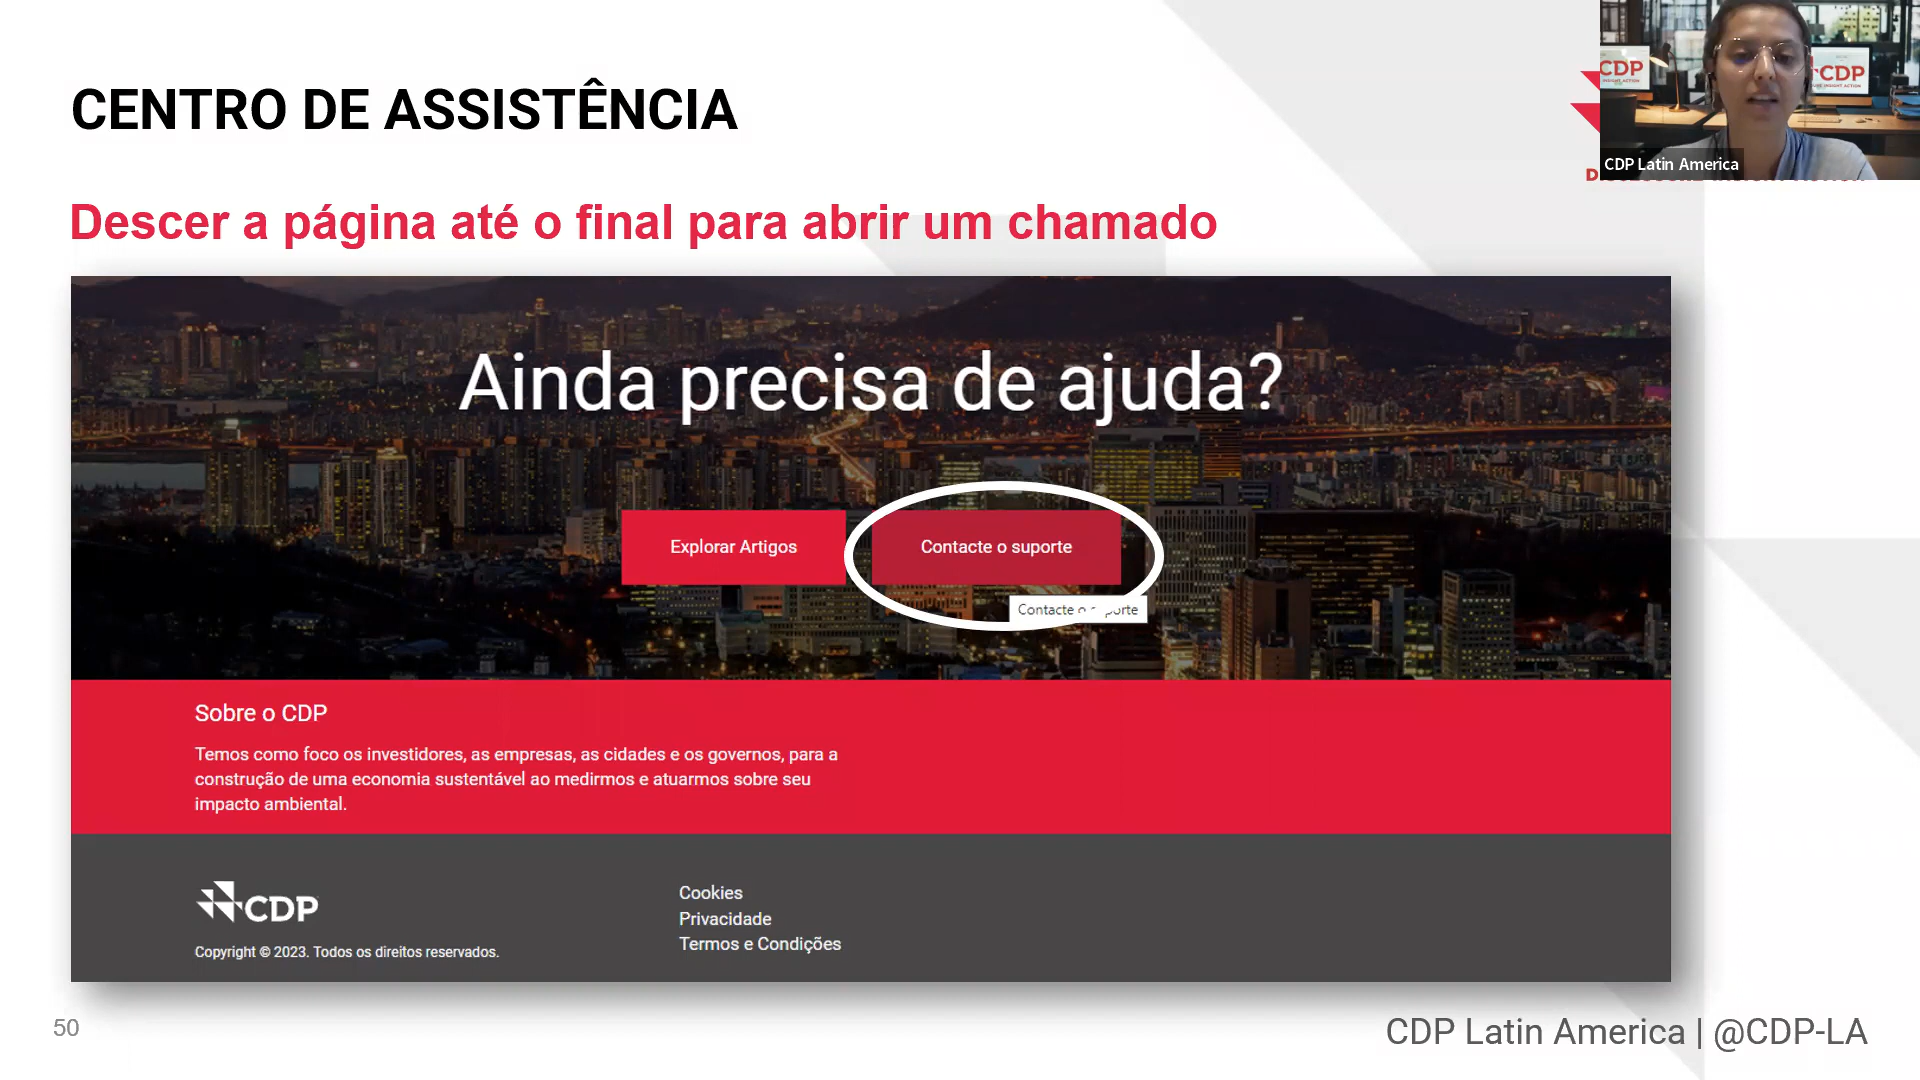 CENTRO DE ASSISTÊNCIA
CDP
CDP
CDP Latin America
Descer a página até o final para abrir um chamado
Ainda precisa de ajuda?
Explorar Artigos
Contacte o suporte
Contacte o
Sobre o CDP
Temos como foco os investidores, as empresas, as cidades e os governos, para a
construção de uma economia sustentável ao medirmos e atuarmos sobre seu
impacto ambiental.
CDP
Copyright © 2023. Todos os direitos reservados.
Cookies
Privacidade
Termos e Condições
50
CDP Latin America | @CDP-LA